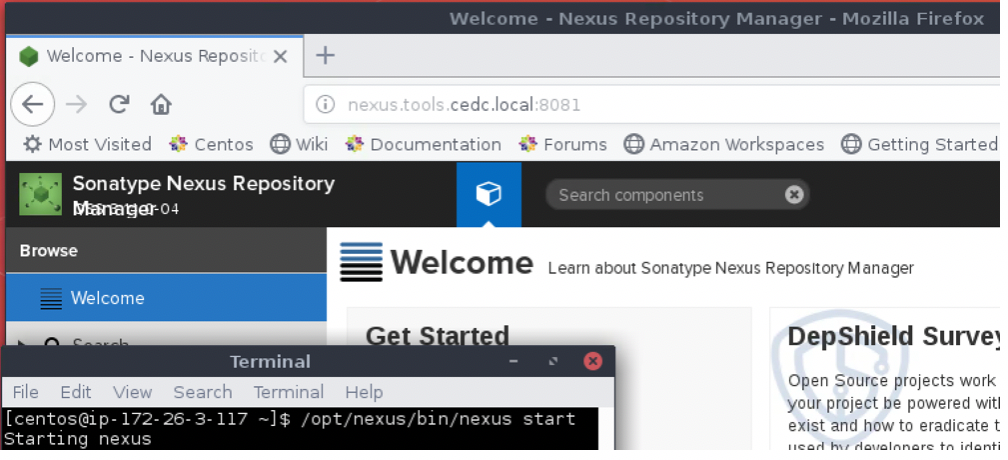 Welcome - Nexus Repository Manager - Mozilla Firefox
Welcome - Nexus Reposito
nexus.tools.cedc.local:8081
Most Visited Centos Wiki Documentation Forums Amazon Workspaces Getting Started
Sonatype Nexus Repository
Manager
Search components
Browse
Welcome
Welcome Learn about Sonatype Nexus Repository Manager
Search
Get Started
DepShield Survey
Terminal
File Edit View Search Terminal Help
[centos@ip-172-26-3-117 ~]$ /opt/nexus/bin/nexus start
Starting nexus
Open Source projects work
your project be powered with
exist and how to eradicate t
used by developers to identi